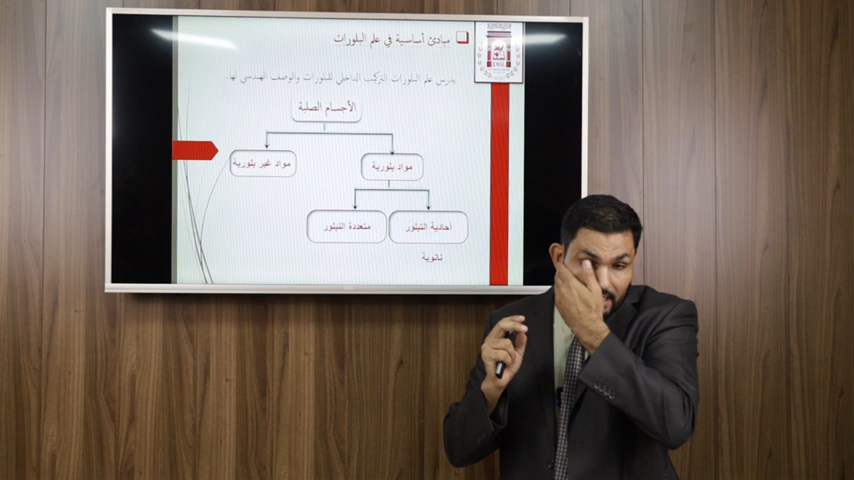 مبادئ أساسية في علم البلورات
يدرس علم البلورات التركيب الداخلي للبلورات والوصف الهندسي لها.
الأجسام الصلبة
مواد بلورية
مواد غير بلورية
احادية التبلور
متعددة التبلور
ثانوية